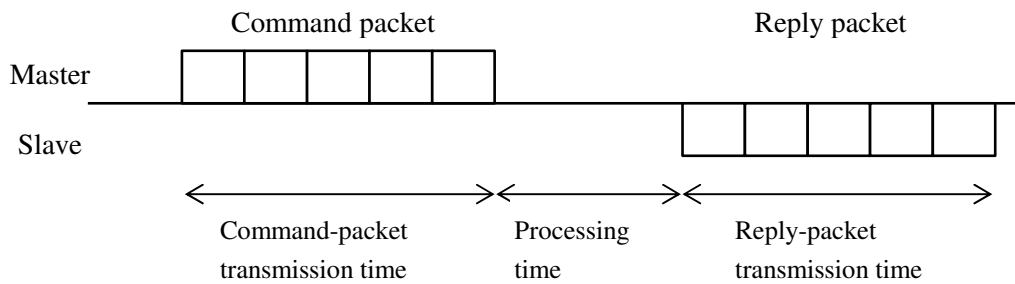 Command packet
Reply packet
Master
Slave
Command-packet
transmission time
Processing
time
Reply-packet
transmission time